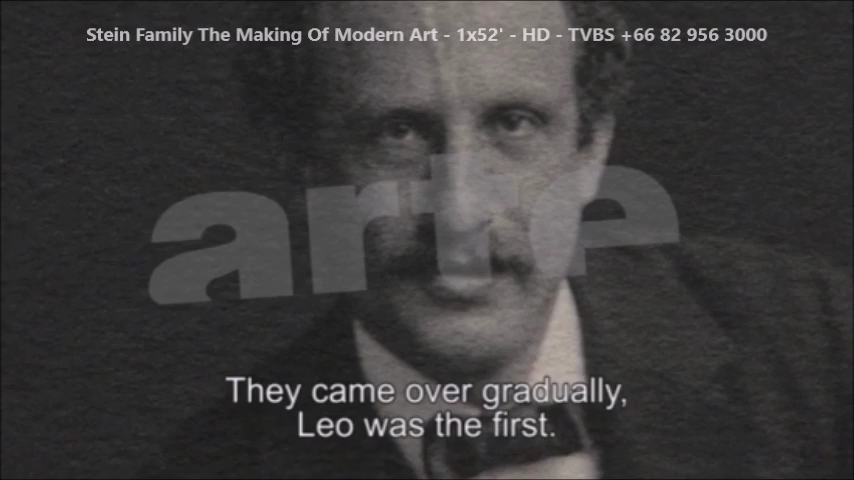 Stein Family The Making Of Modern Art - 1x52' - HD - TVBS +66 82 956 3000
arte
They came over gradually,
Leo was the first.